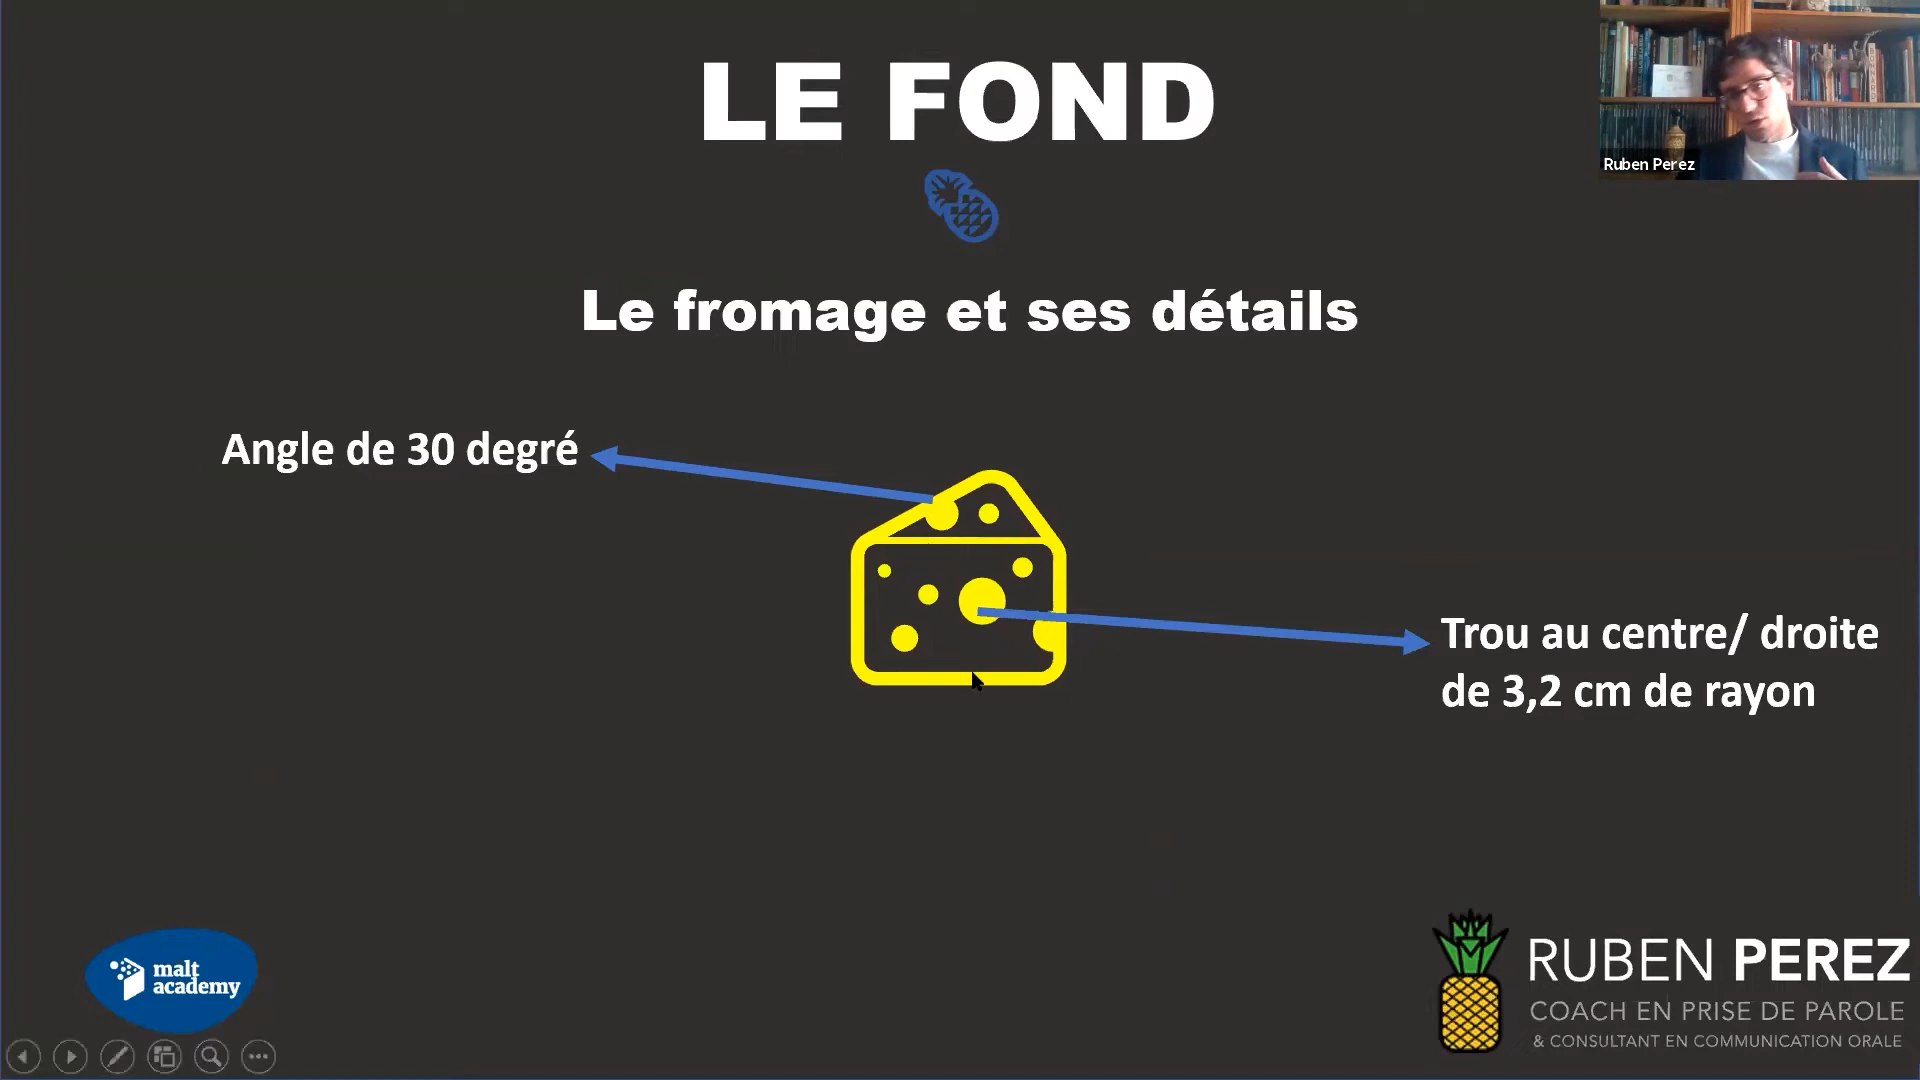 LE FOND
Ruben Perez
Le fromage et ses détails
Angle de 30 degré
Trou au centre/ droite
de 3,2 cm de rayon
malt
academy
RUBEN PEREZ
COACH EN PRISE DE PAROLE
& CONSULTANT EN COMMUNICATION ORALE